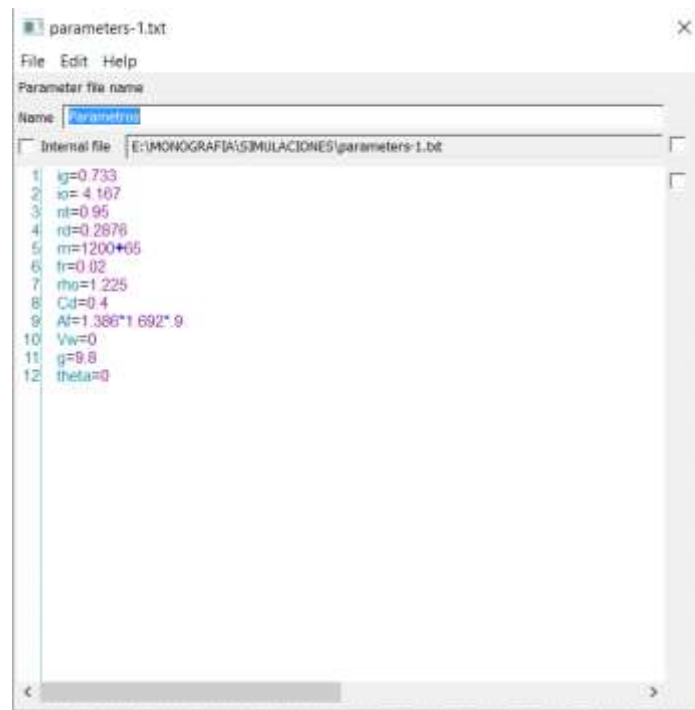 parameters-1.txt
File Edit Help
Parameter file name
Name Parametros
Internal file E:\MONOGRAFIA\SIMULACIONES\parameters-1.txt
1 ig=0.733
2 io= 4.167
3 nt=0.95
4 rd=0.2876
5 m=1200+65
6 fr=0.02
7 rho=1.225
8 Cd=0.4
9 Af=1.386*1.692*.9
10 Vw=0
11 g=9.8
12 theta=0